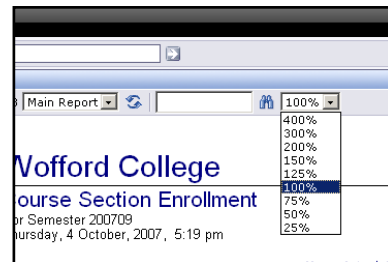 Main Report 100%
400%
300%
200%
150%
125%
100%
75%
50%
25%
Wofford College
ourse Section Enrollment
or Semester 200709
hursday, 4 October, 2007, 5:19 pm